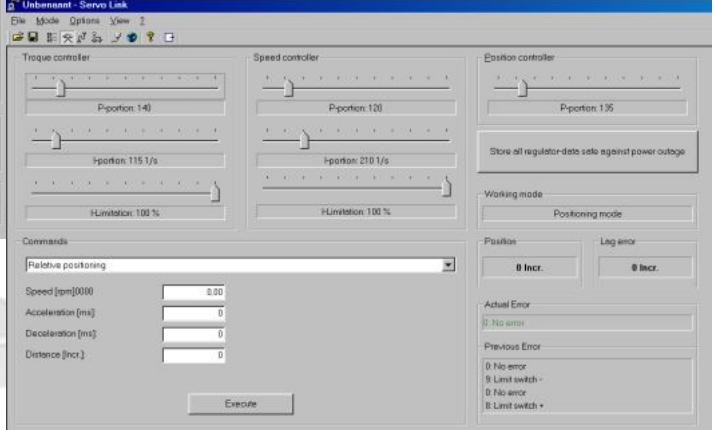 Unbenannt - Servo Link
File Mode Options View ?
Troque controller
P-portion: 140
I-portion: 115 1/s
I-Limitation: 100 %
Speed controller
P-portion: 120
I-portion: 210 1/s
I-Limitation: 100 %
Position controller
P-portion: 135
Store all regulator-data safe against power outage
Working mode
Positioning mode
Position
0 Incr.
Lag error
0 Incr.
Commands
Relative positioning
Speed [rpm]0000 0,00
Acceleration [ms]: 0
Deceleration [ms]: 0
Distance [Incr.]: 0
Execute
Actual Error
0: No error
Previous Error
0: No error
9: Limit switch -
0: No error
8: Limit switch +